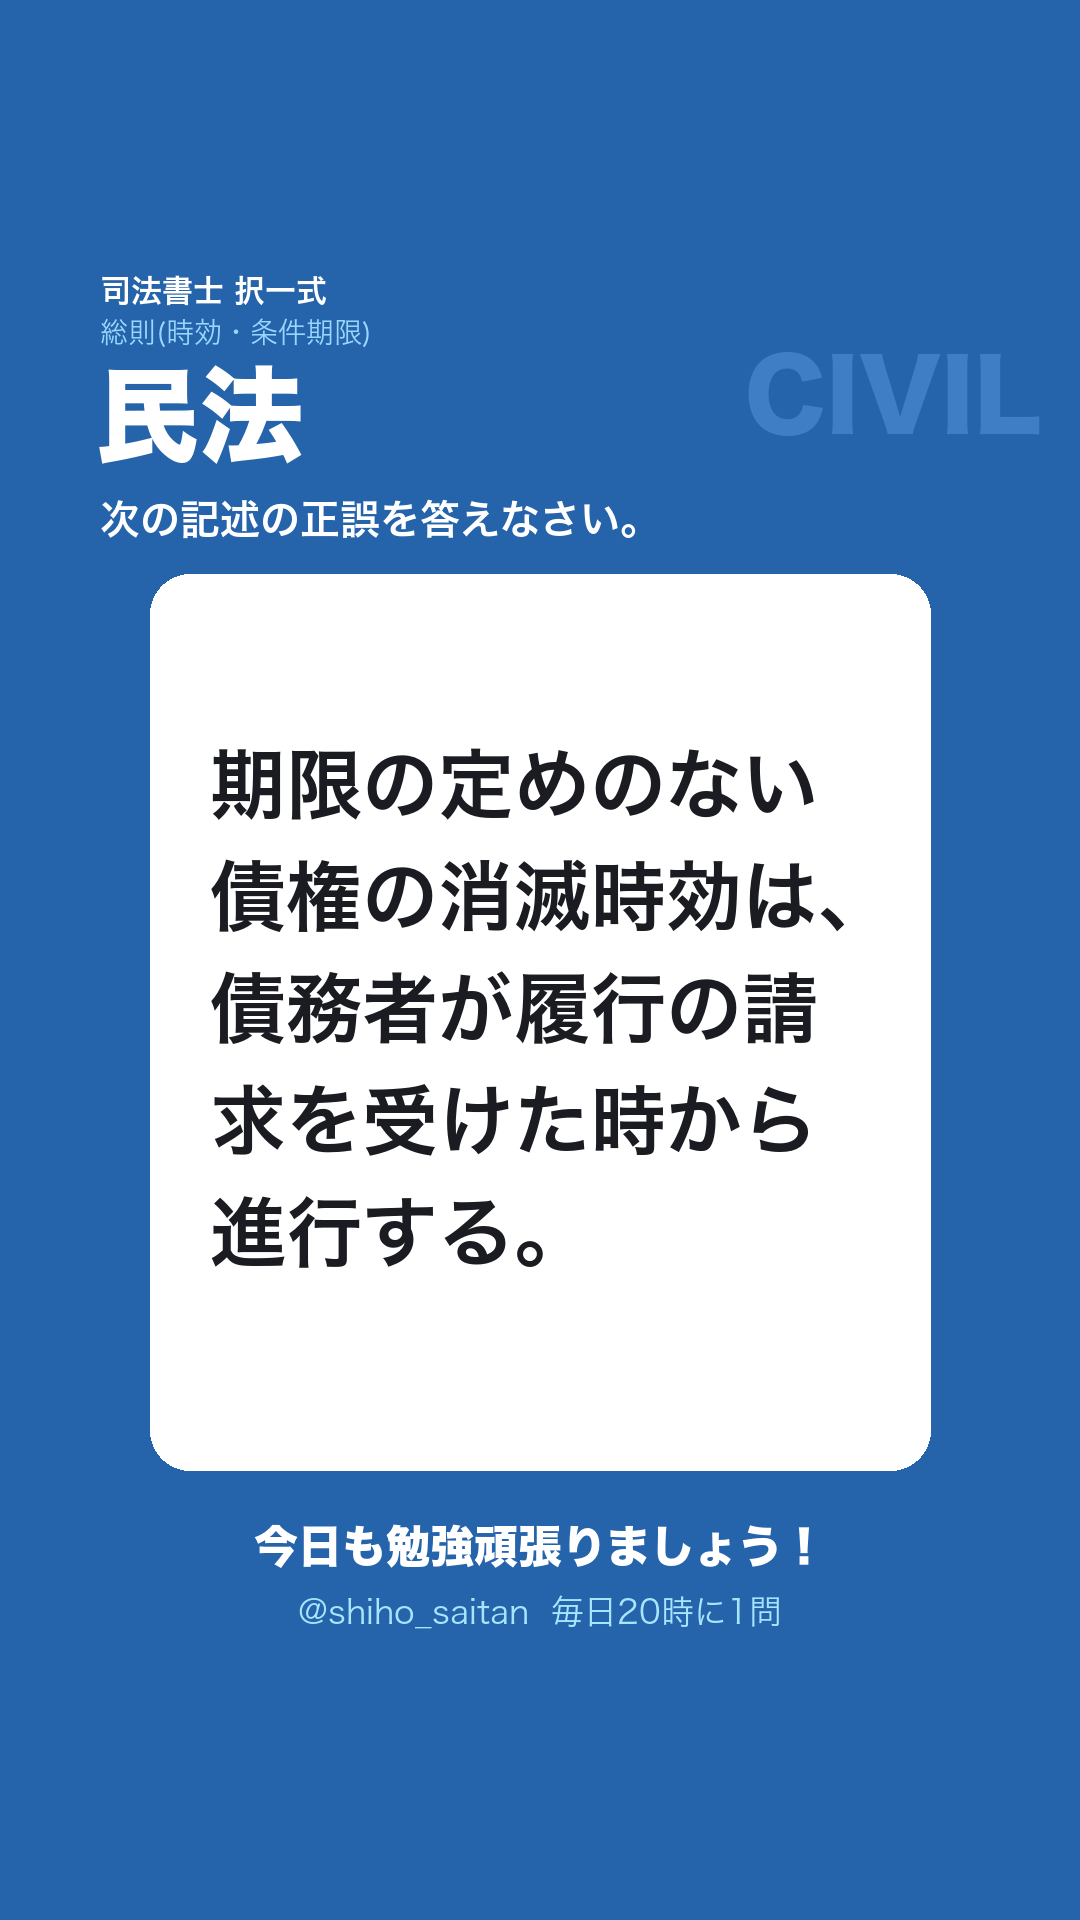 司法書士 択一式
総則(時効・条件期限)
民法
CIVIL
次の記述の正誤を答えなさい。
期限の定めのない
債権の消滅時効は、
債務者が履行の請
求を受けた時から
進行する。
今日も勉強頑張りましょう！
@shiho_saitan 毎日20時に1問